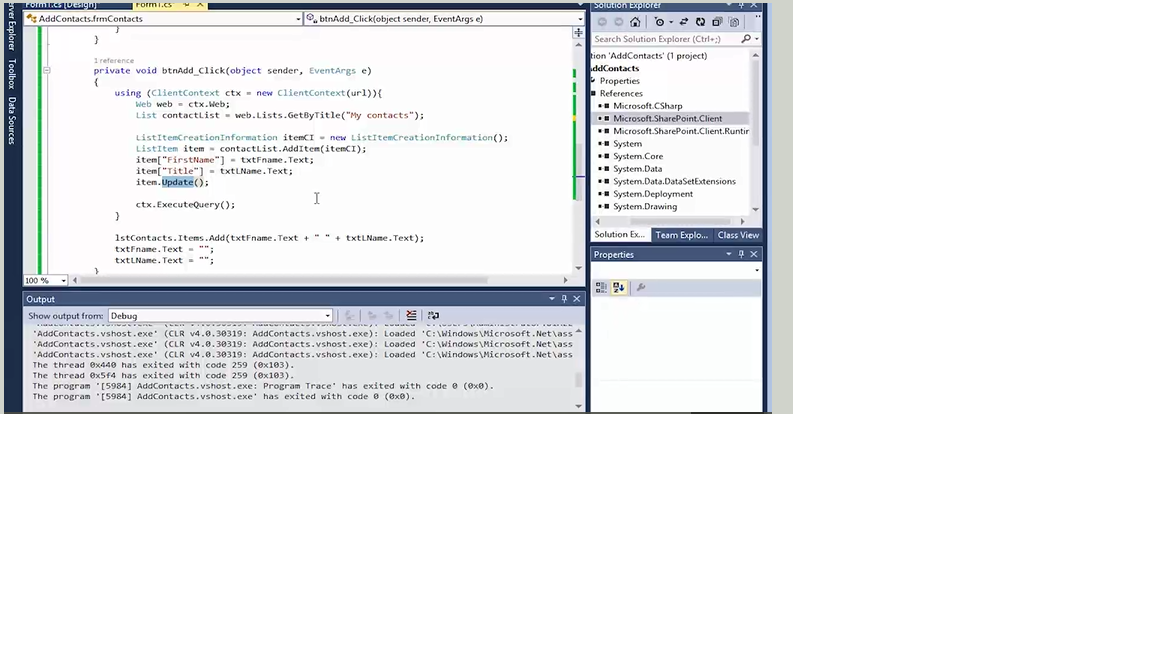 Form1.cs [Design]
Form1.cs
AddContacts.frmContacts
btnAdd_Click(object sender, EventArgs e)
}
}
1 reference
private void btnAdd_Click(object sender, EventArgs e)
{
using (ClientContext ctx = new ClientContext(url)){
Web web = ctx.Web;
List contactList = web.Lists.GetByTitle("My contacts");
ListItemCreationInformation itemCI = new ListItemCreationInformation();
ListItem item = contactList.AddItem(itemCI);
item["FirstName"] = txtFname.Text;
item["Title"] = txtLName.Text;
item.Update();
ctx.ExecuteQuery();
}
lstContacts.Items.Add(txtFname.Text + " " + txtLName.Text);
txtFname.Text = "";
txtLName.Text = "";
}
100 %
Output
Show output from:
Debug
'AddContacts.vshost.exe' (CLR v4.0.30319: AddContacts.vshost.exe): Loaded 'C:\Windows\Microsoft.Net\ass
'AddContacts.vshost.exe' (CLR v4.0.30319: AddContacts.vshost.exe): Loaded 'C:\Windows\Microsoft.Net\ass
'AddContacts.vshost.exe' (CLR v4.0.30319: AddContacts.vshost.exe): Loaded 'C:\Windows\Microsoft.Net\ass
The thread 0x440 has exited with code 259 (0x103).
The thread 0x5f4 has exited with code 259 (0x103).
The program '[5984] AddContacts.vshost.exe: Program Trace' has exited with code 0 (0x0).
The program '[5984] AddContacts.vshost.exe' has exited with code 0 (0x0).
erver Explorer
Toolbox
Data Sources
Solution Explorer
Search Solution Explorer (Ctrl+;)
tion 'AddContacts' (1 project)
ddContacts
Properties
References
Microsoft.CSharp
Microsoft.SharePoint.Client
Microsoft.SharePoint.Client.Runtir
System
System.Core
System.Data
System.Data.DataSetExtensions
System.Deployment
System.Drawing
Solution Ex...
Team Explo...
Class View
Properties